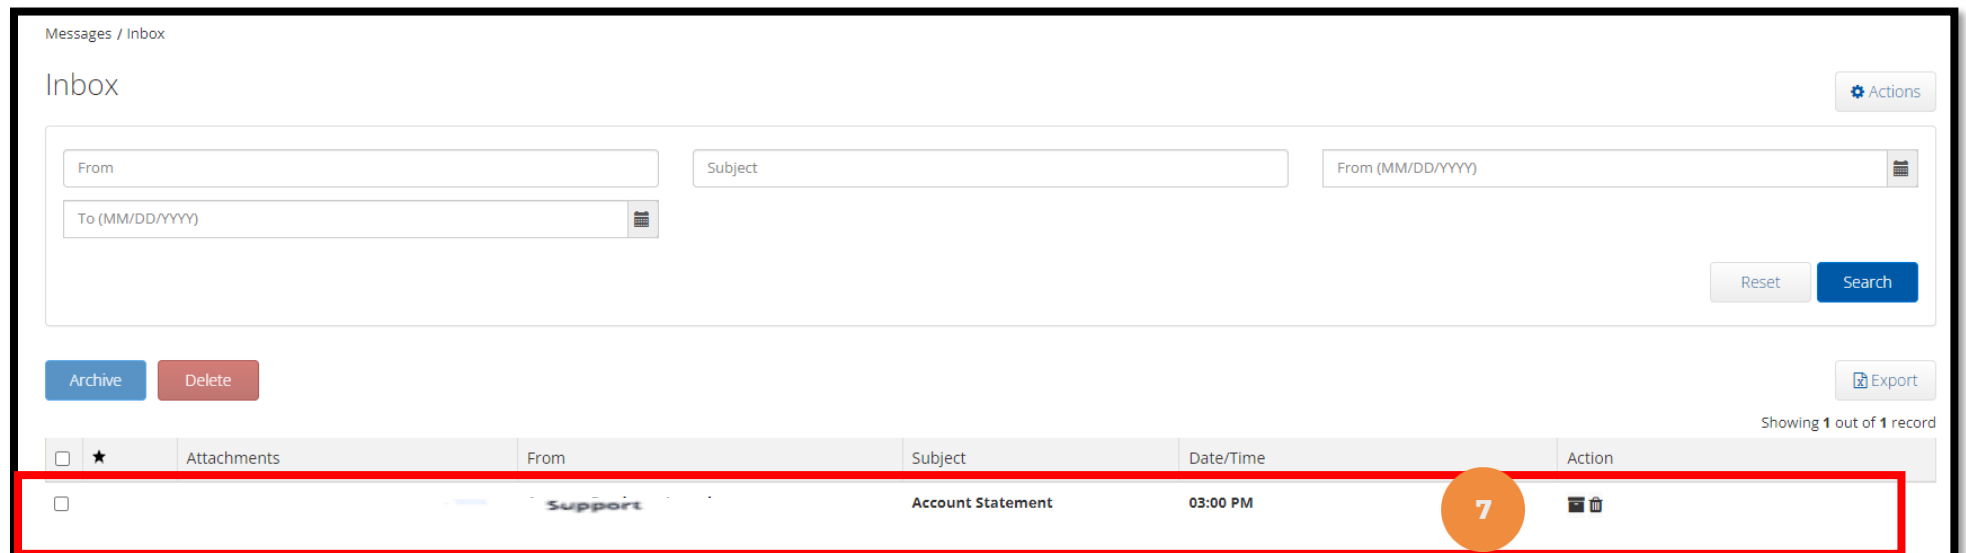 Messages / Inbox
Inbox
Actions
From
Subject
From (MM/DD/YYYY)
To (MM/DD/YYYY)
Reset
Search
Archive
Delete
Export
Showing 1 out of 1 record
★ Attachments From Subject Date/Time Action
Support Account Statement 03:00 PM 7